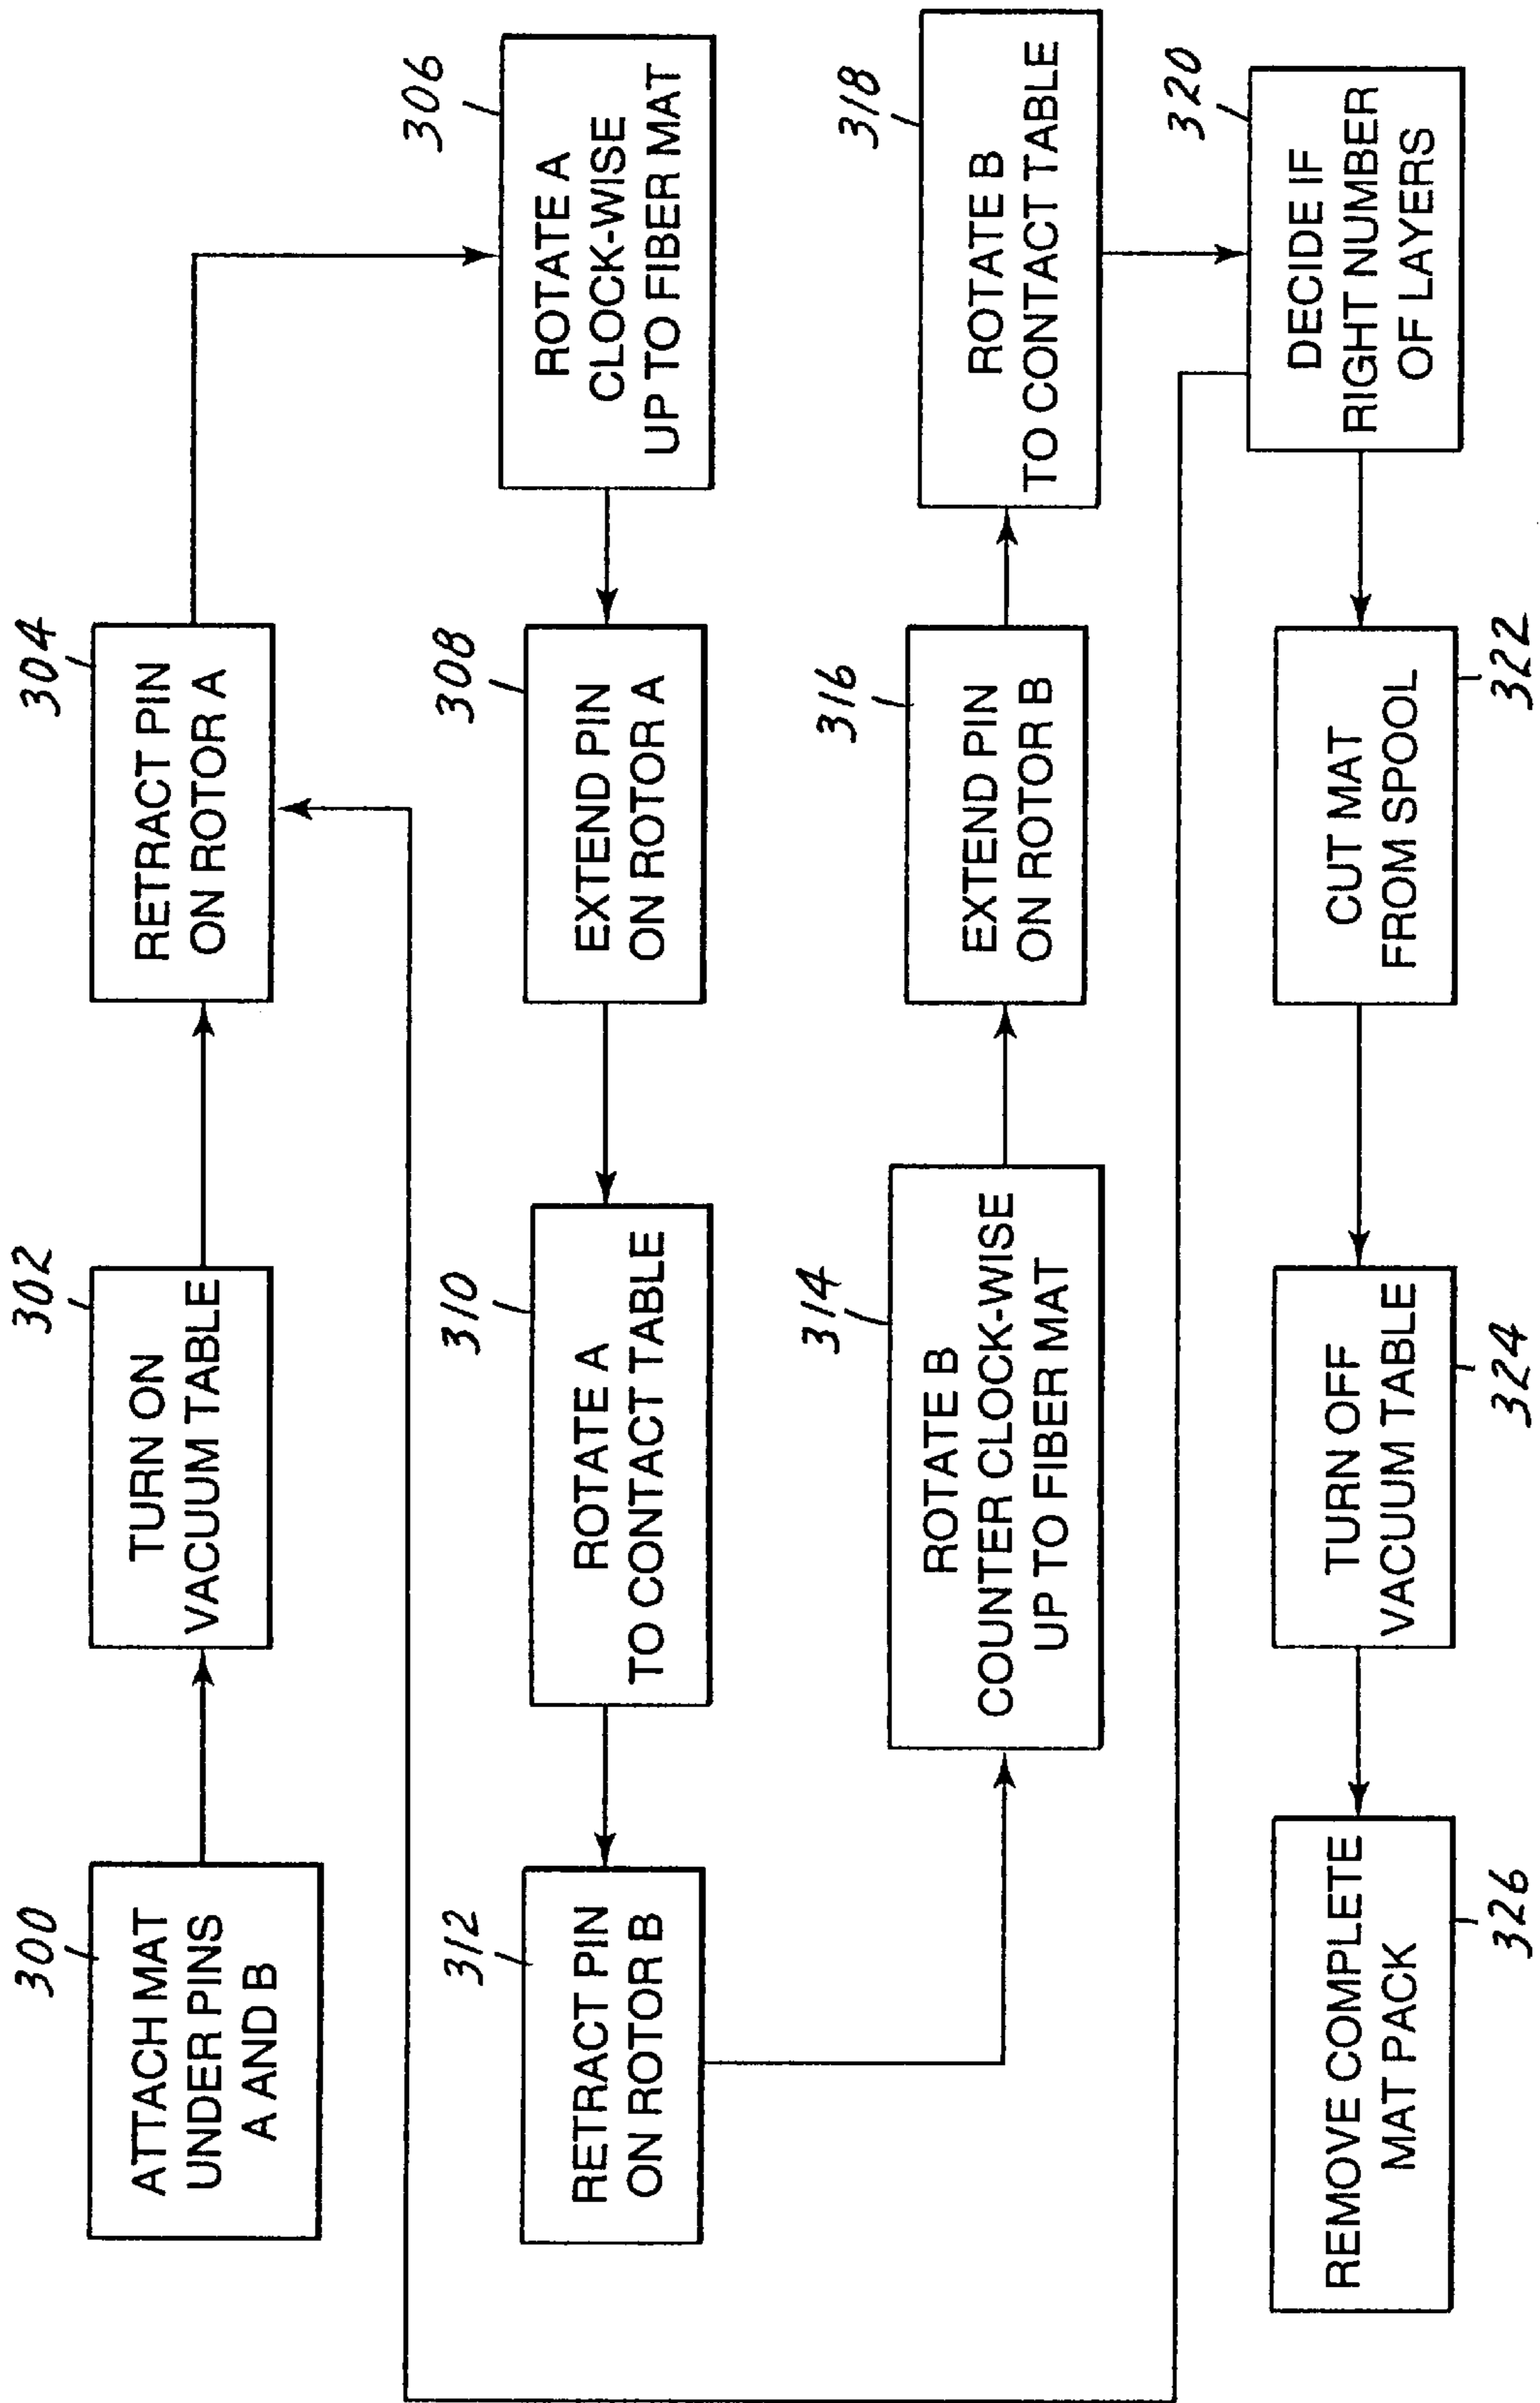 300
ATTACH MAT
UNDER PINS
A AND B
302
TURN ON
VACUUM TABLE
304
RETRACT PIN
ON ROTOR A
306
ROTATE A
CLOCK-WISE
UP TO FIBER MAT
308
EXTEND PIN
ON ROTOR A
310
ROTATE A
TO CONTACT TABLE
312
RETRACT PIN
ON ROTOR B
314
ROTATE B
COUNTER CLOCK-WISE
UP TO FIBER MAT
316
EXTEND PIN
ON ROTOR B
318
ROTATE B
TO CONTACT TABLE
320
DECIDE IF
RIGHT NUMBER
OF LAYERS
CUT MAT
FROM SPOOL
322
TURN OFF
VACUUM TABLE
324
REMOVE COMPLETE
MAT PACK
326